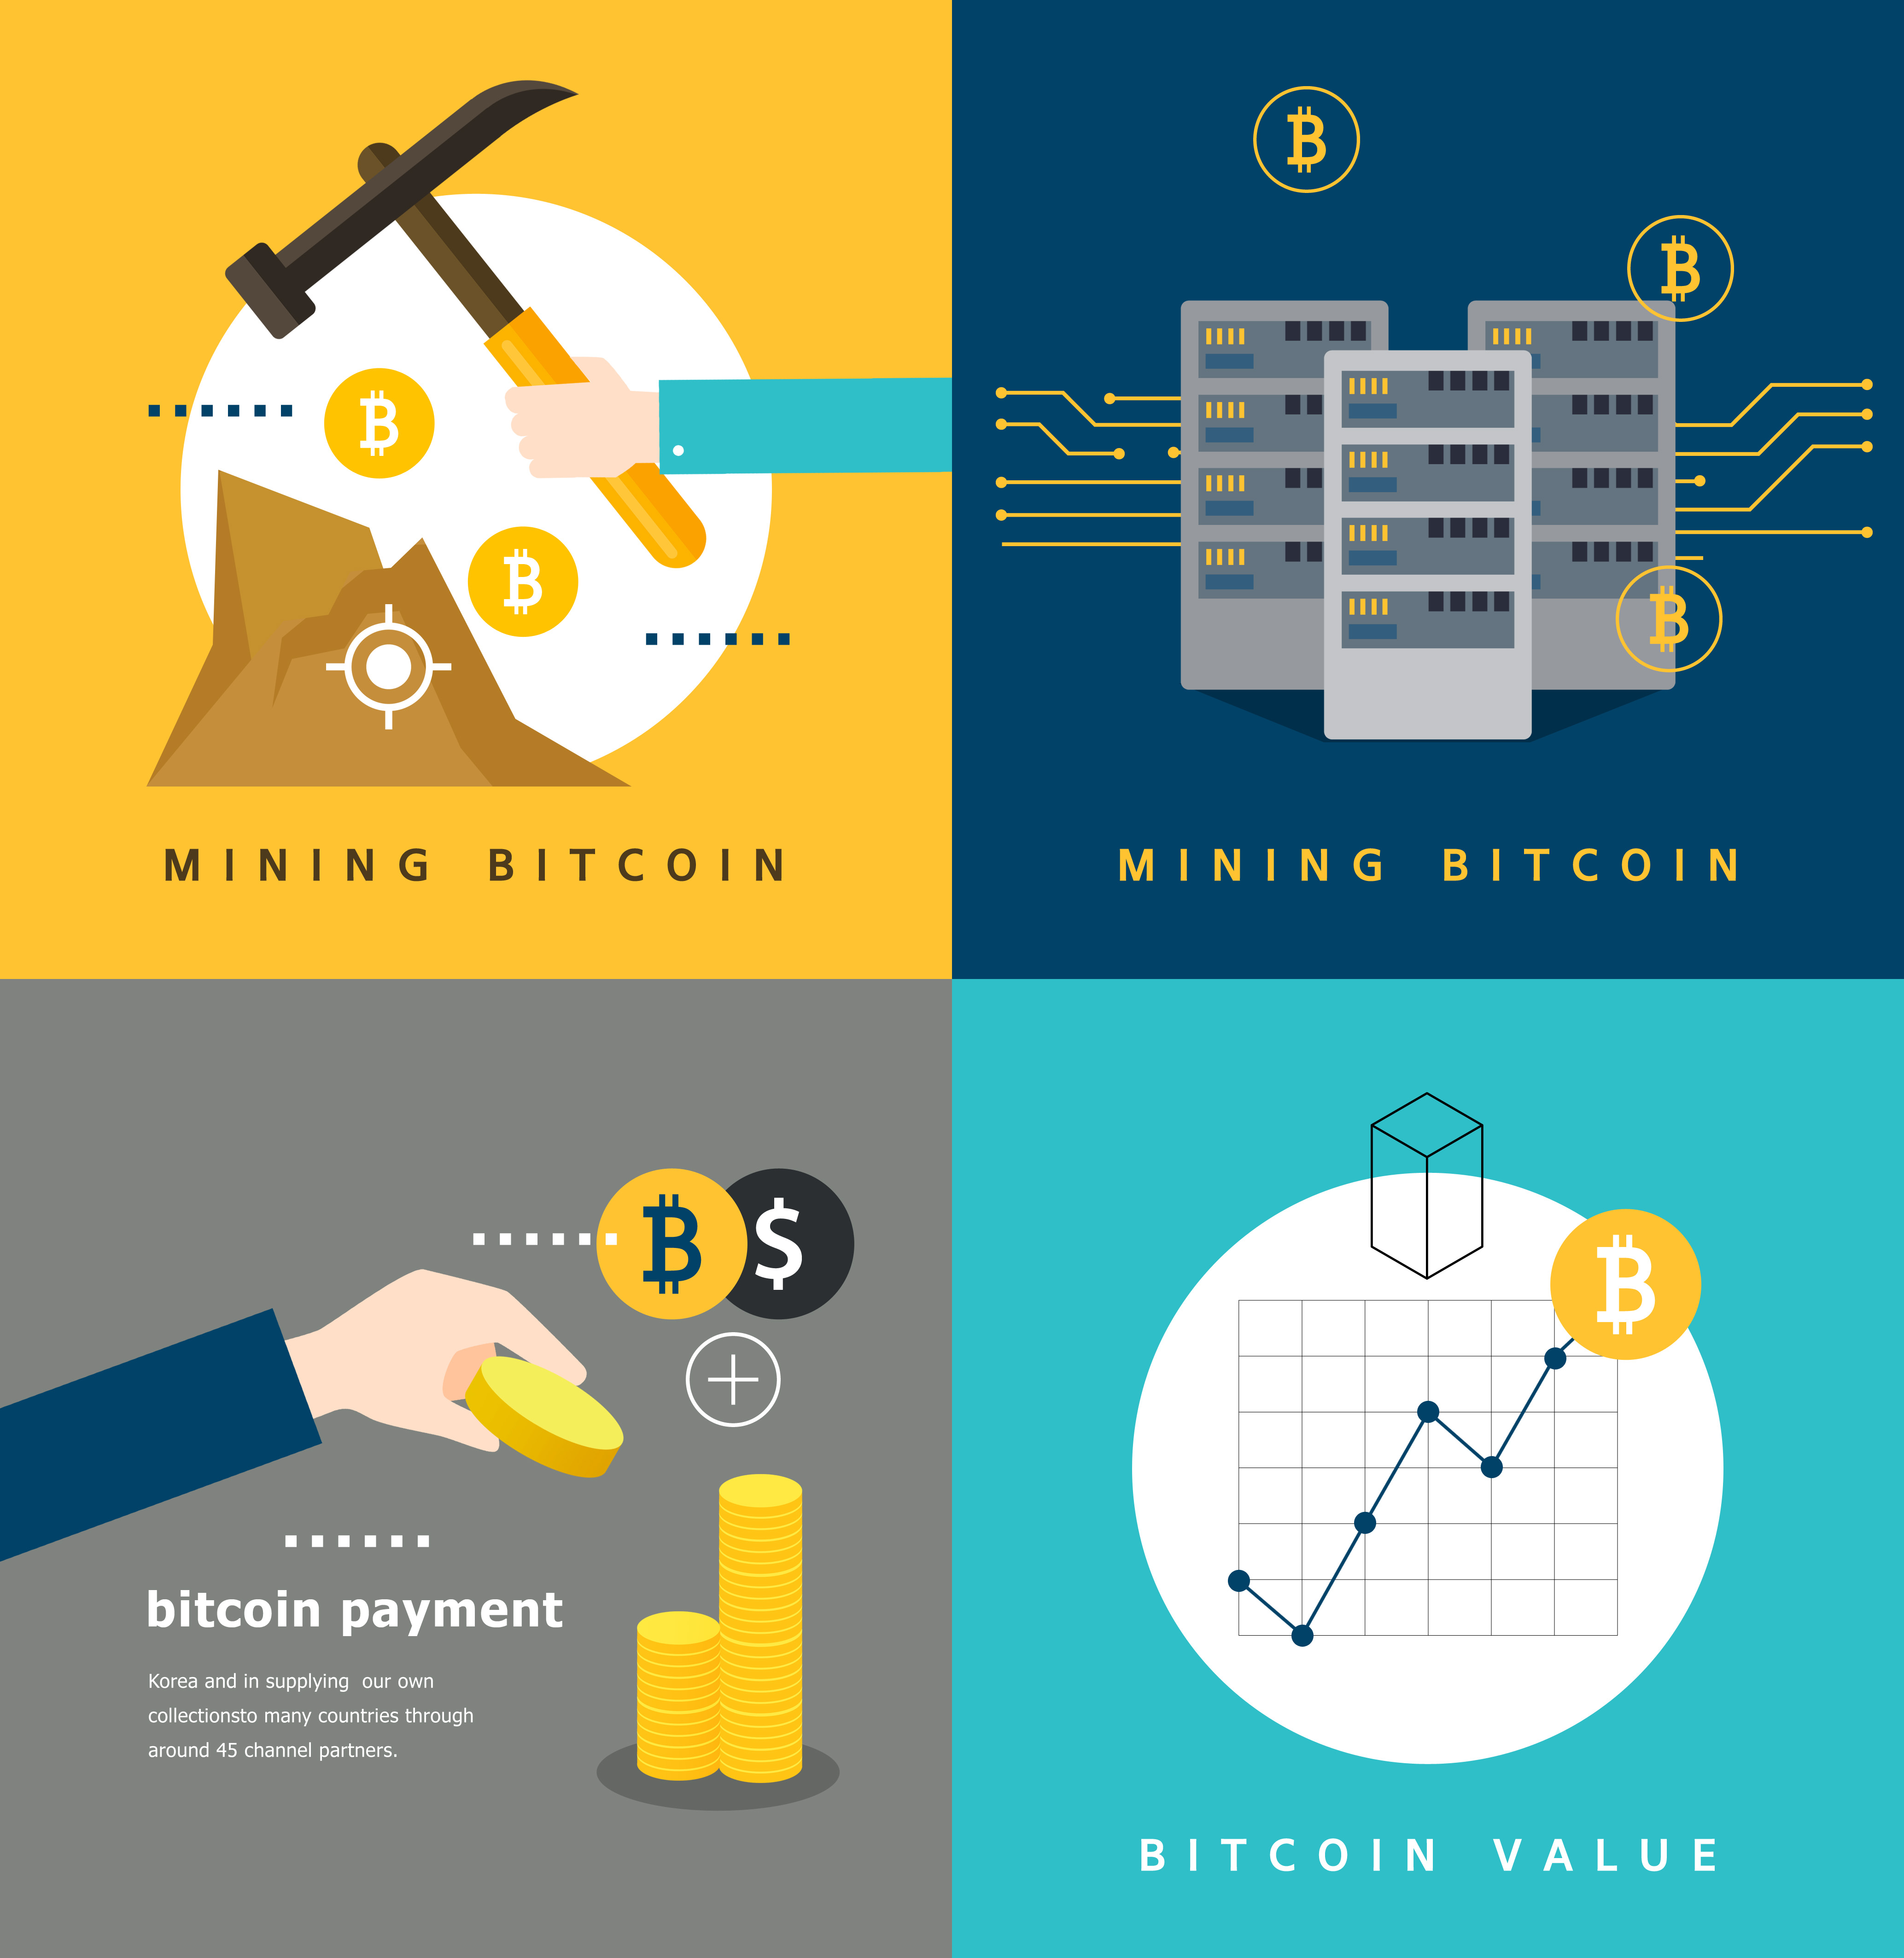 MINING BITCOIN
MINING BITCOIN
bitcoin payment
Korea and in supplying  our own
collectionsto many countries through
around 45 channel partners.
BITCOIN VALUE